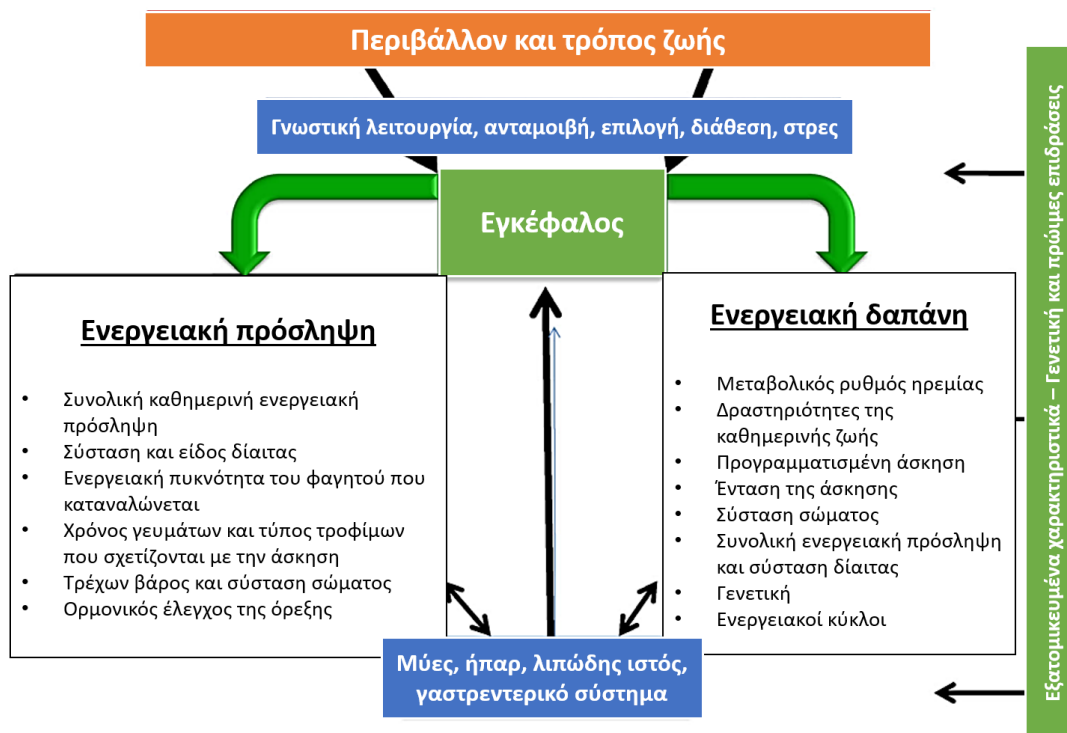 Περιβάλλον και τρόπος ζωής
Γνωστική λειτουργία, ανταμοιβή, επιλογή, διάθεση, στρες
Εγκέφαλος
Ενεργειακή πρόσληψη
• Συνολική καθημερινή ενεργειακή
πρόσληψη
• Σύσταση και είδος δίαιτας
• Ενεργειακή πυκνότητα του φαγητού που
καταναλώνεται
• Χρόνος γευμάτων και τύπος τροφίμων
που σχετίζονται με την άσκηση
• Τρέχων βάρος και σύσταση σώματος
• Ορμονικός έλεγχος της όρεξης
Ενεργειακή δαπάνη
• Μεταβολικός ρυθμός ηρεμίας
• Δραστηριότητες της
καθημερινής ζωής
• Προγραμματισμένη άσκηση
• Ένταση της άσκησης
• Σύσταση σώματος
• Συνολική ενεργειακή πρόσληψη
και σύσταση δίαιτας
• Γενετική
• Ενεργειακοί κύκλοι
Μύες, ήπαρ, λιπώδης ιστός,
γαστρεντερικό σύστημα
Εξατομικευμένα χαρακτηριστικά – Γενετική και πρώιμες επιδράσεις